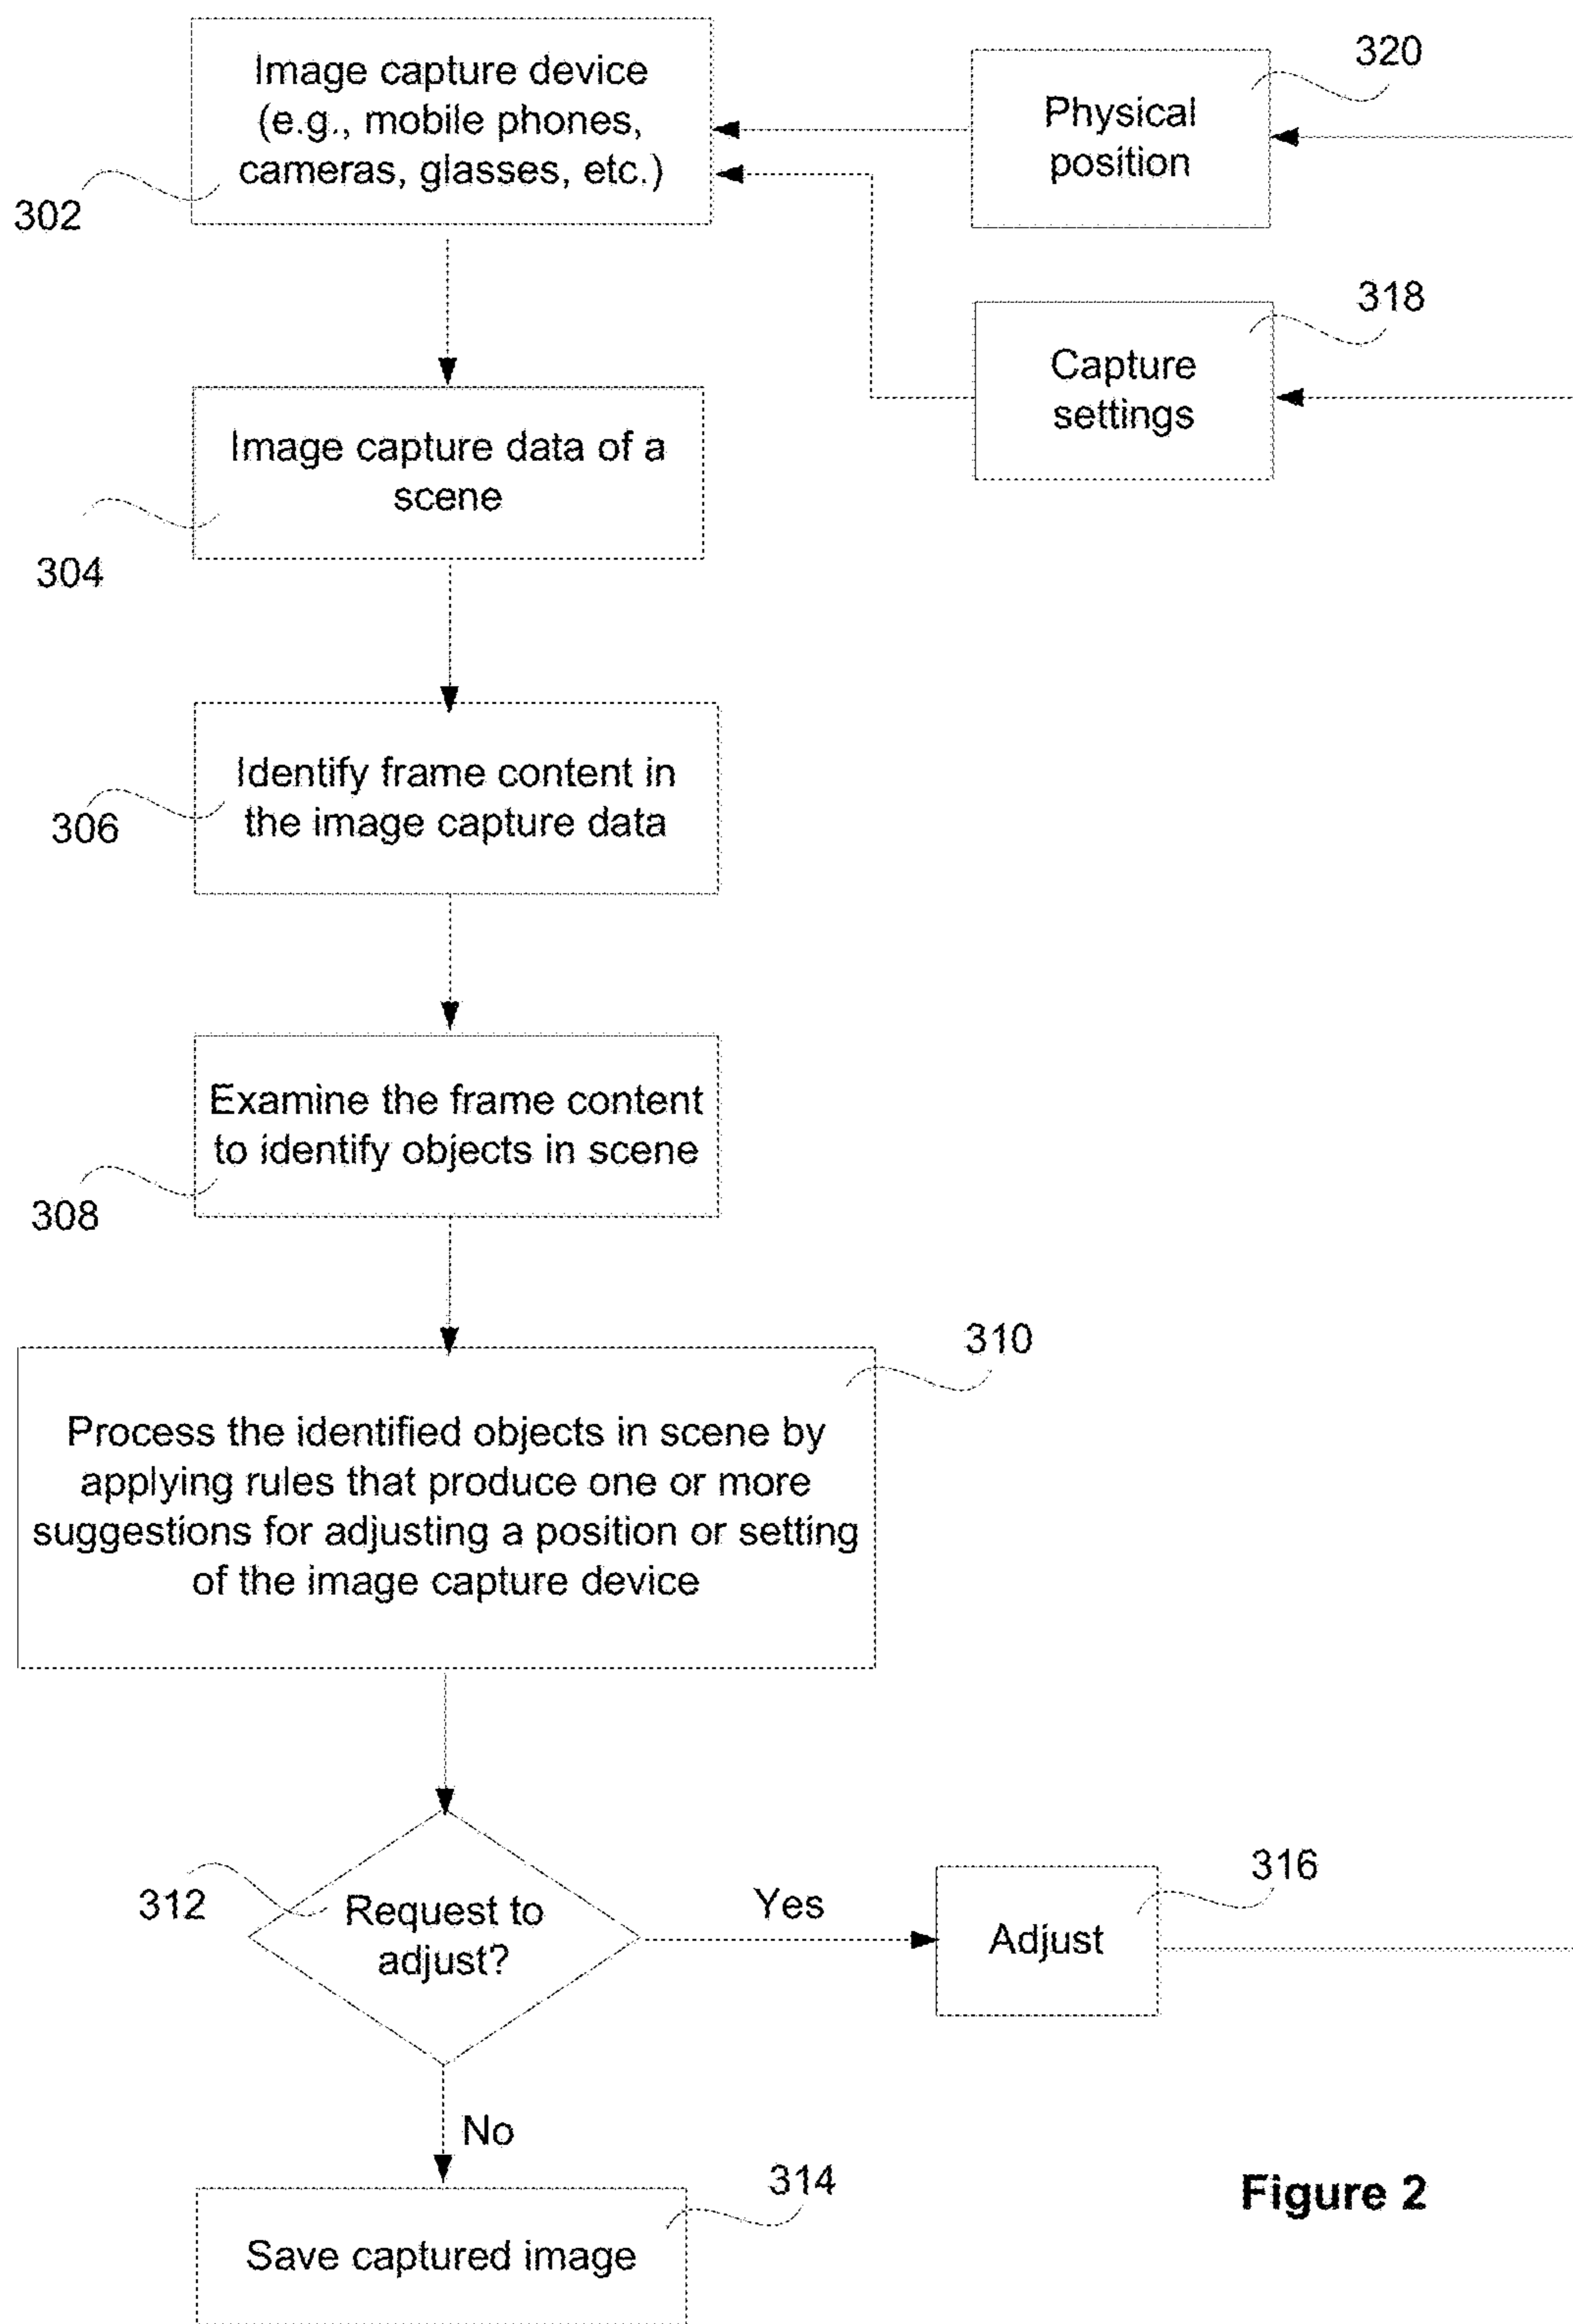 Image capture device
(e.g., mobile phones,
cameras, glasses, etc.)
302
Physical
position
320
Capture
settings
318
Image capture data of a
scene
304
Identify frame content in
the image capture data
306
Examine the frame content
to identify objects in scene
308
310
Process the identified objects in scene by
applying rules that produce one or more
suggestions for adjusting a position or setting
of the image capture device
312
Request to
adjust?
Yes
316
Adjust
No
314
Save captured image
Figure 2